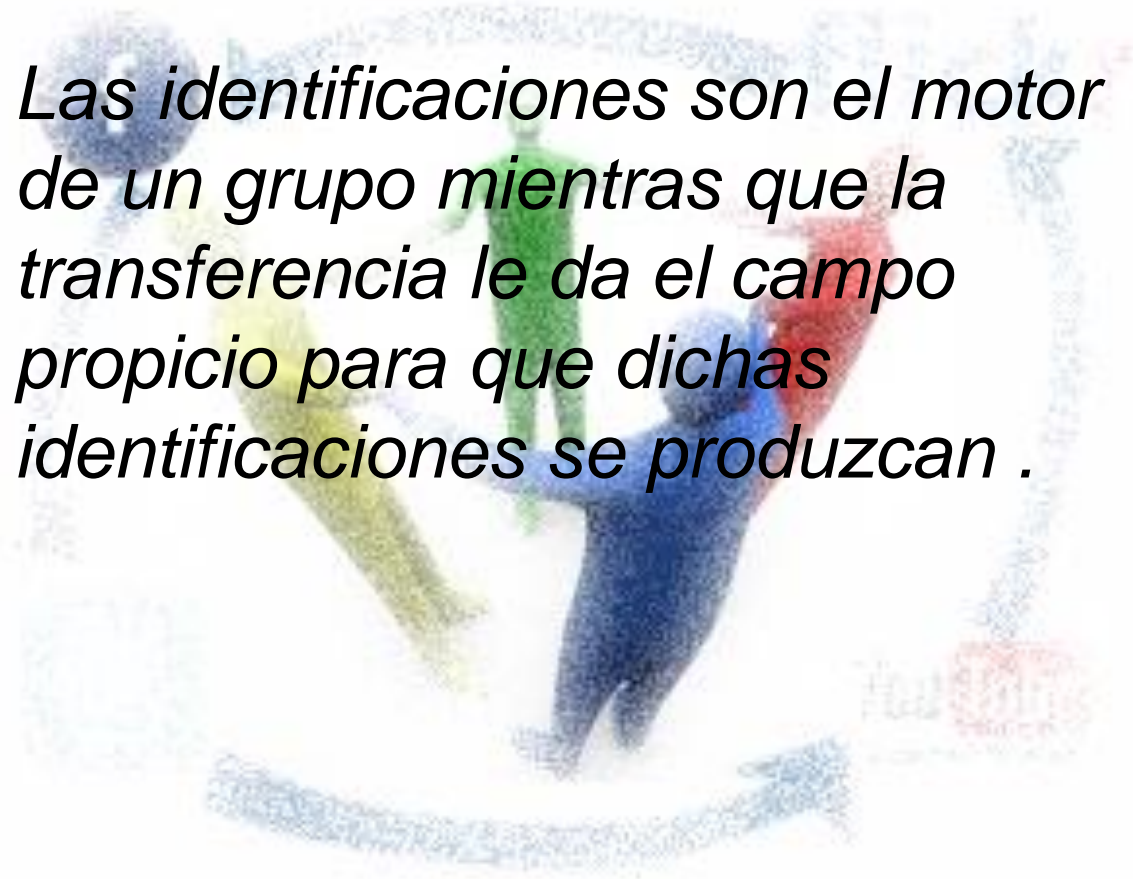 Las identificaciones son el motor
de un grupo mientras que la
transferencia le da el campo
propicio para que dichas
identificaciones se produzcan .